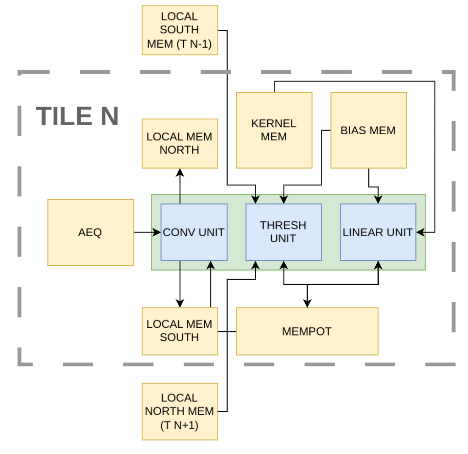 LOCAL
SOUTH
MEM (T N-1)
TILE N
LOCAL MEM
NORTH
KERNEL
MEM
BIAS MEM
AEQ
CONV UNIT
THRESH
UNIT
LINEAR UNIT
LOCAL MEM
SOUTH
MEMPOT
LOCAL
NORTH MEM
(T N+1)